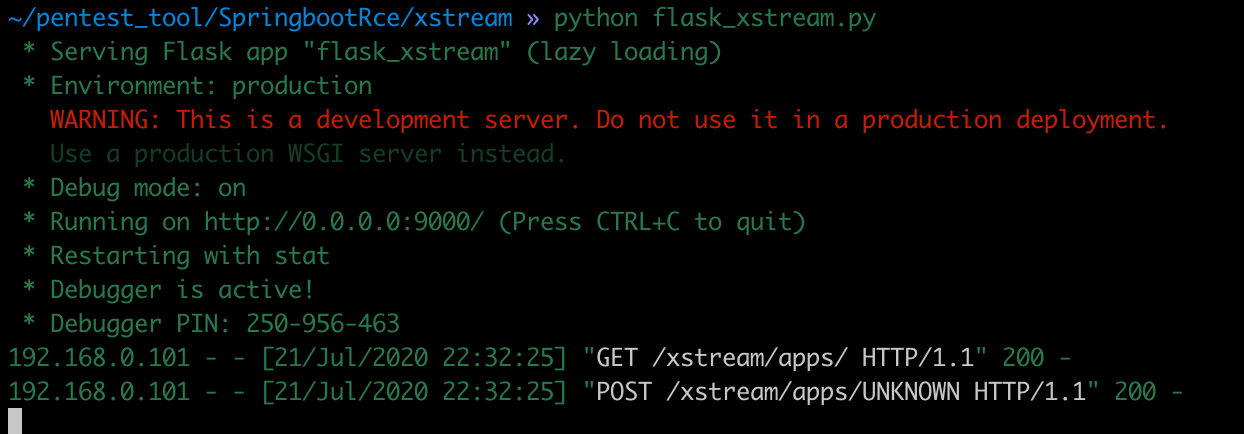 ~/pentest_tool/SpringbootRce/xstream » python flask_xstream.py
* Serving Flask app "flask_xstream" (lazy loading)
* Environment: production
WARNING: This is a development server. Do not use it in a production deployment.
Use a production WSGI server instead.
* Debug mode: on
* Running on http://0.0.0.0:9000/ (Press CTRL+C to quit)
* Restarting with stat
* Debugger is active!
* Debugger PIN: 250-956-463
192.168.0.101 - - [21/Jul/2020 22:32:25] "GET /xstream/apps/ HTTP/1.1" 200 -
192.168.0.101 - - [21/Jul/2020 22:32:25] "POST /xstream/apps/UNKNOWN HTTP/1.1" 200 -